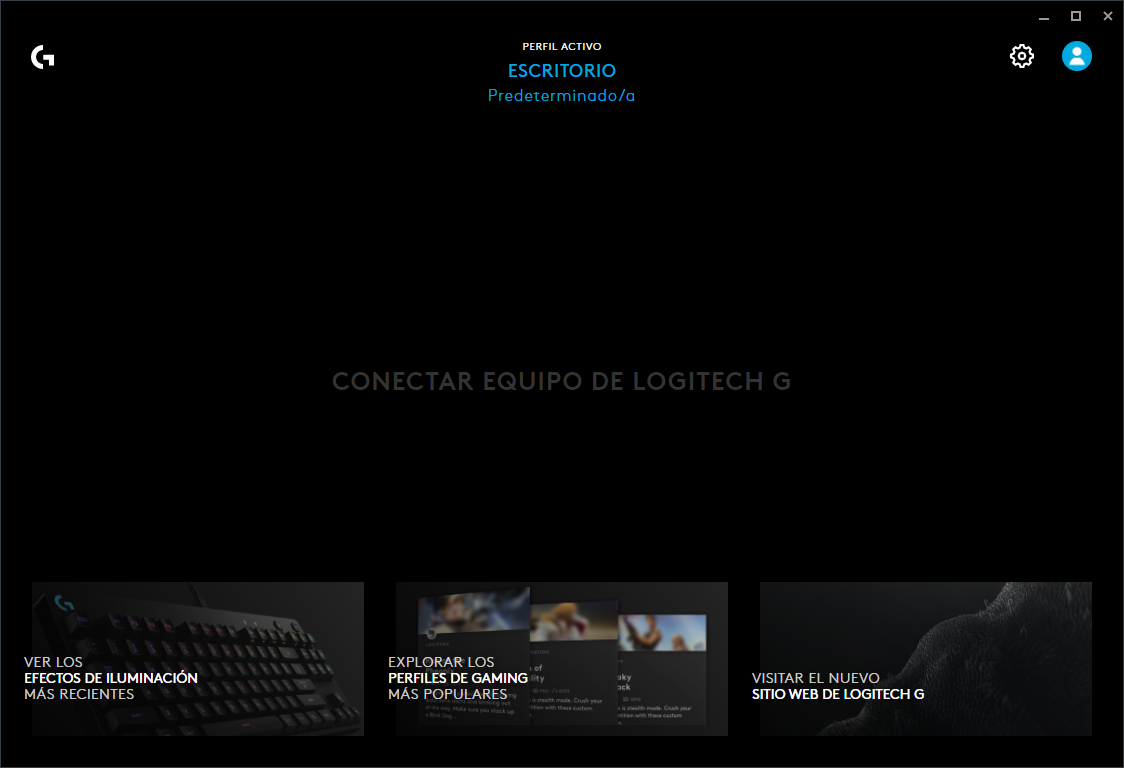 PERFIL ACTIVO
ESCRITORIO
Predeterminado/a
CONECTAR EQUIPO DE LOGITECH G
VER LOS
EFECTOS DE ILUMINACIÓN
MÁS RECIENTES
EXPLORAR LOS
PERFILES DE GAMING
MÁS POPULARES
VISITAR EL NUEVO
SITIO WEB DE LOGITECH G